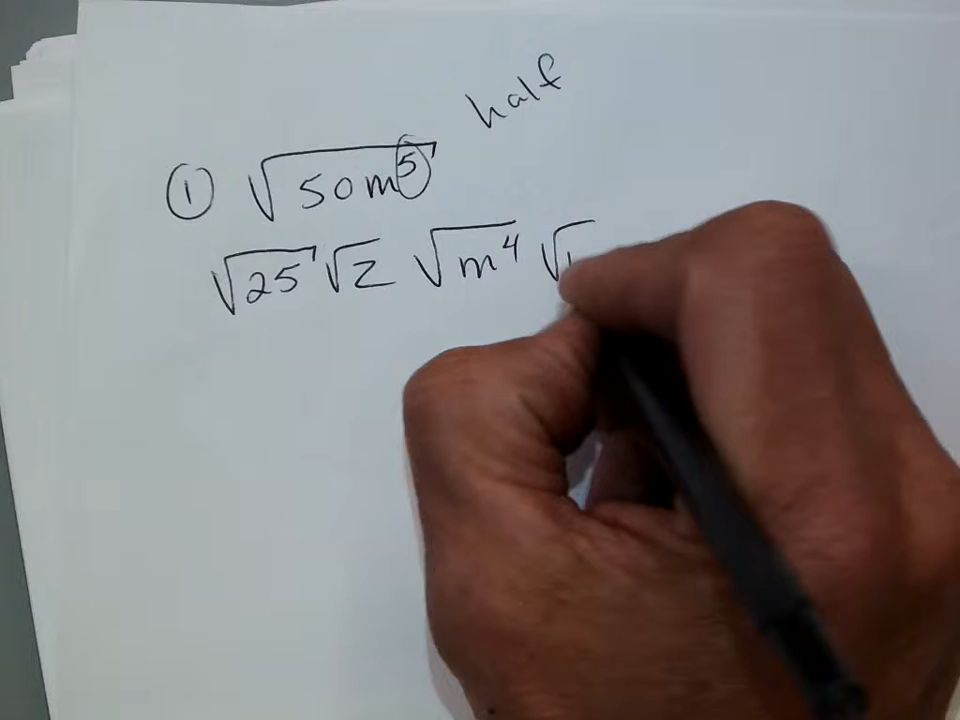 half
① √50m⁵
√25 √2 √m⁴ √